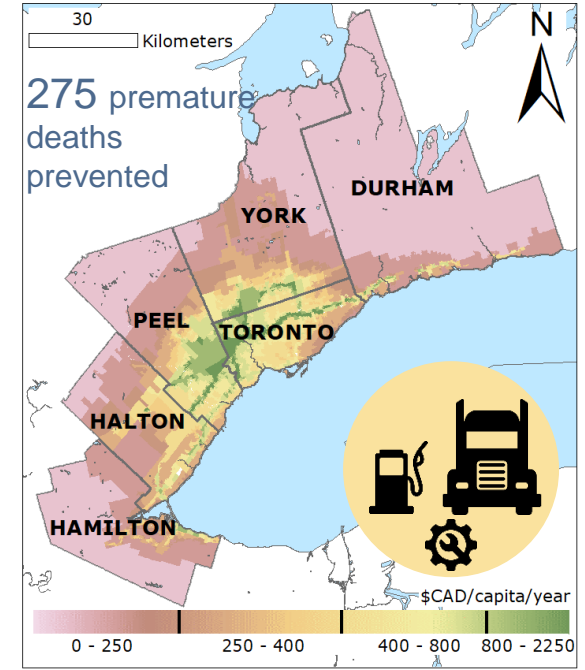 30
Kilometers
N
275 premature
deaths
prevented
DURHAM
YORK
PEEL
TORONTO
HALTON
HAMILTON
$CAD/capita/year
0 - 250
250 - 400
400 - 800
800 - 2250